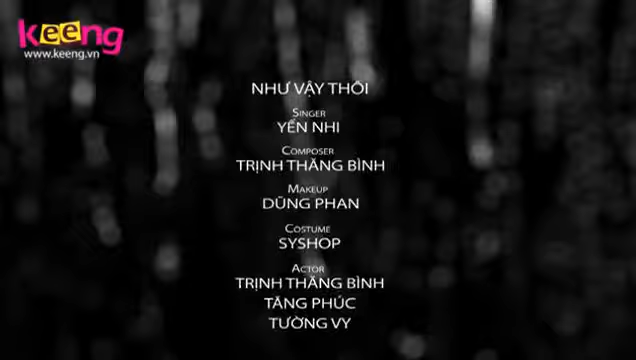 keeng
www.keeng.vn
NHƯ VẬY THÔI
SINGER
YẾN NHI
COMPOSER
TRỊNH THĂNG BÌNH
MAKEUP
DŨNG PHAN
COSTUME
SYSHOP
ACTOR
TRỊNH THĂNG BÌNH
TĂNG PHÚC
TƯỜNG VY